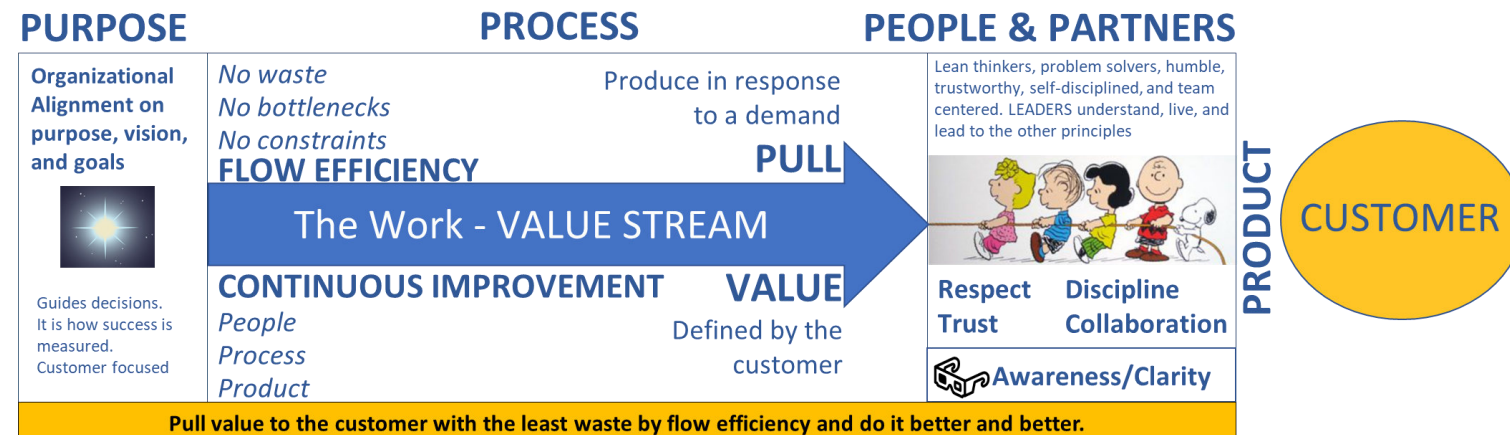 PURPOSE
PROCESS
PEOPLE & PARTNERS
Organizational
Alignment on
purpose, vision,
and goals
Guides decisions.
It is how success is
measured.
Customer focused
No waste
No bottlenecks
No constraints
FLOW EFFICIENCY
Produce in response
to a demand
PULL
The Work - VALUE STREAM
CONTINUOUS IMPROVEMENT
People
Process
Product
VALUE
Defined by the
customer
Lean thinkers, problem solvers, humble,
trustworthy, self-disciplined, and team
centered. LEADERS understand, live, and
lead to the other principles
Respect Discipline
Trust Collaboration
Awareness/Clarity
PRODUCT
CUSTOMER
Pull value to the customer with the least waste by flow efficiency and do it better and better.